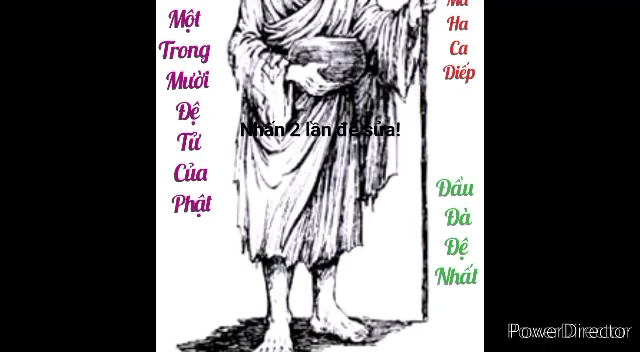 Một
Trong
Mười
Đệ
Tử
Của
Phật
Ma
Ha
Ca
Diếp
Nhấn 2 lần để sửa!
Đầu
Đà
Đệ
Nhất
PowerDirector